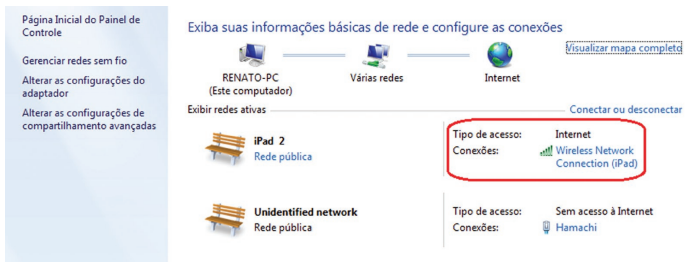 Página Inicial do Painel de
Controle
Gerenciar redes sem fio
Alterar as configurações do
adaptador
Alterar as configurações de
compartilhamento avançadas
Exiba suas informações básicas de rede e configure as conexões
Visualizar mapa completo
RENATO-PC
(Este computador)
Várias redes
Internet
Exibir redes ativas
Conectar ou desconectar
iPad 2
Rede pública
Tipo de acesso: Internet
Conexões: Wireless Network
Connection (iPad)
Unidentified network
Rede pública
Tipo de acesso: Sem acesso à Internet
Conexões: Hamachi